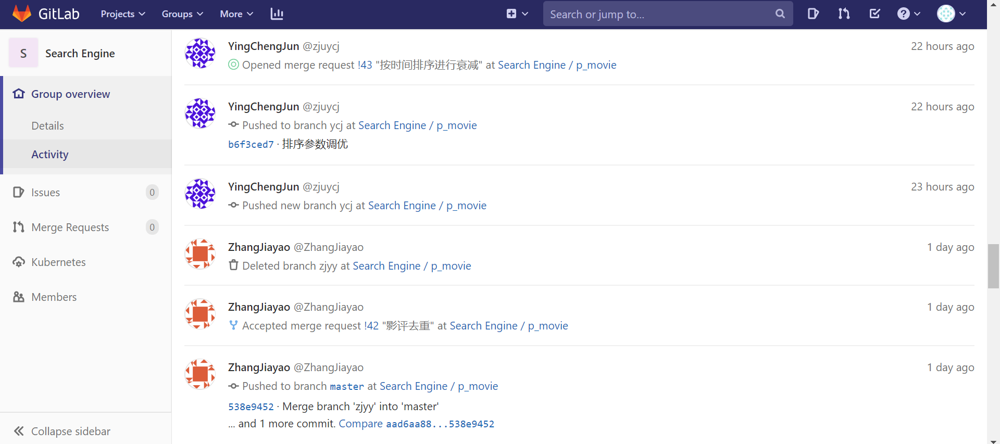 GitLab Projects Groups More Search or jump to...
S Search Engine
Group overview
Details
Activity
Issues 0
Merge Requests 0
Kubernetes
Members
Collapse sidebar
YingChengJun @zjuycj 22 hours ago
Opened merge request !43 "按时间排序进行衰减" at Search Engine / p_movie
YingChengJun @zjuycj 22 hours ago
Pushed to branch ycj at Search Engine / p_movie
b6f3ced7 · 排序参数调优
YingChengJun @zjuycj 23 hours ago
Pushed new branch ycj at Search Engine / p_movie
ZhangJiayao @ZhangJiayao 1 day ago
Deleted branch zjyy at Search Engine / p_movie
ZhangJiayao @ZhangJiayao 1 day ago
Accepted merge request !42 "影评去重" at Search Engine / p_movie
ZhangJiayao @ZhangJiayao 1 day ago
Pushed to branch master at Search Engine / p_movie
538e9452 · Merge branch 'zjyy' into 'master'
... and 1 more commit. Compare aad6aa88...538e9452